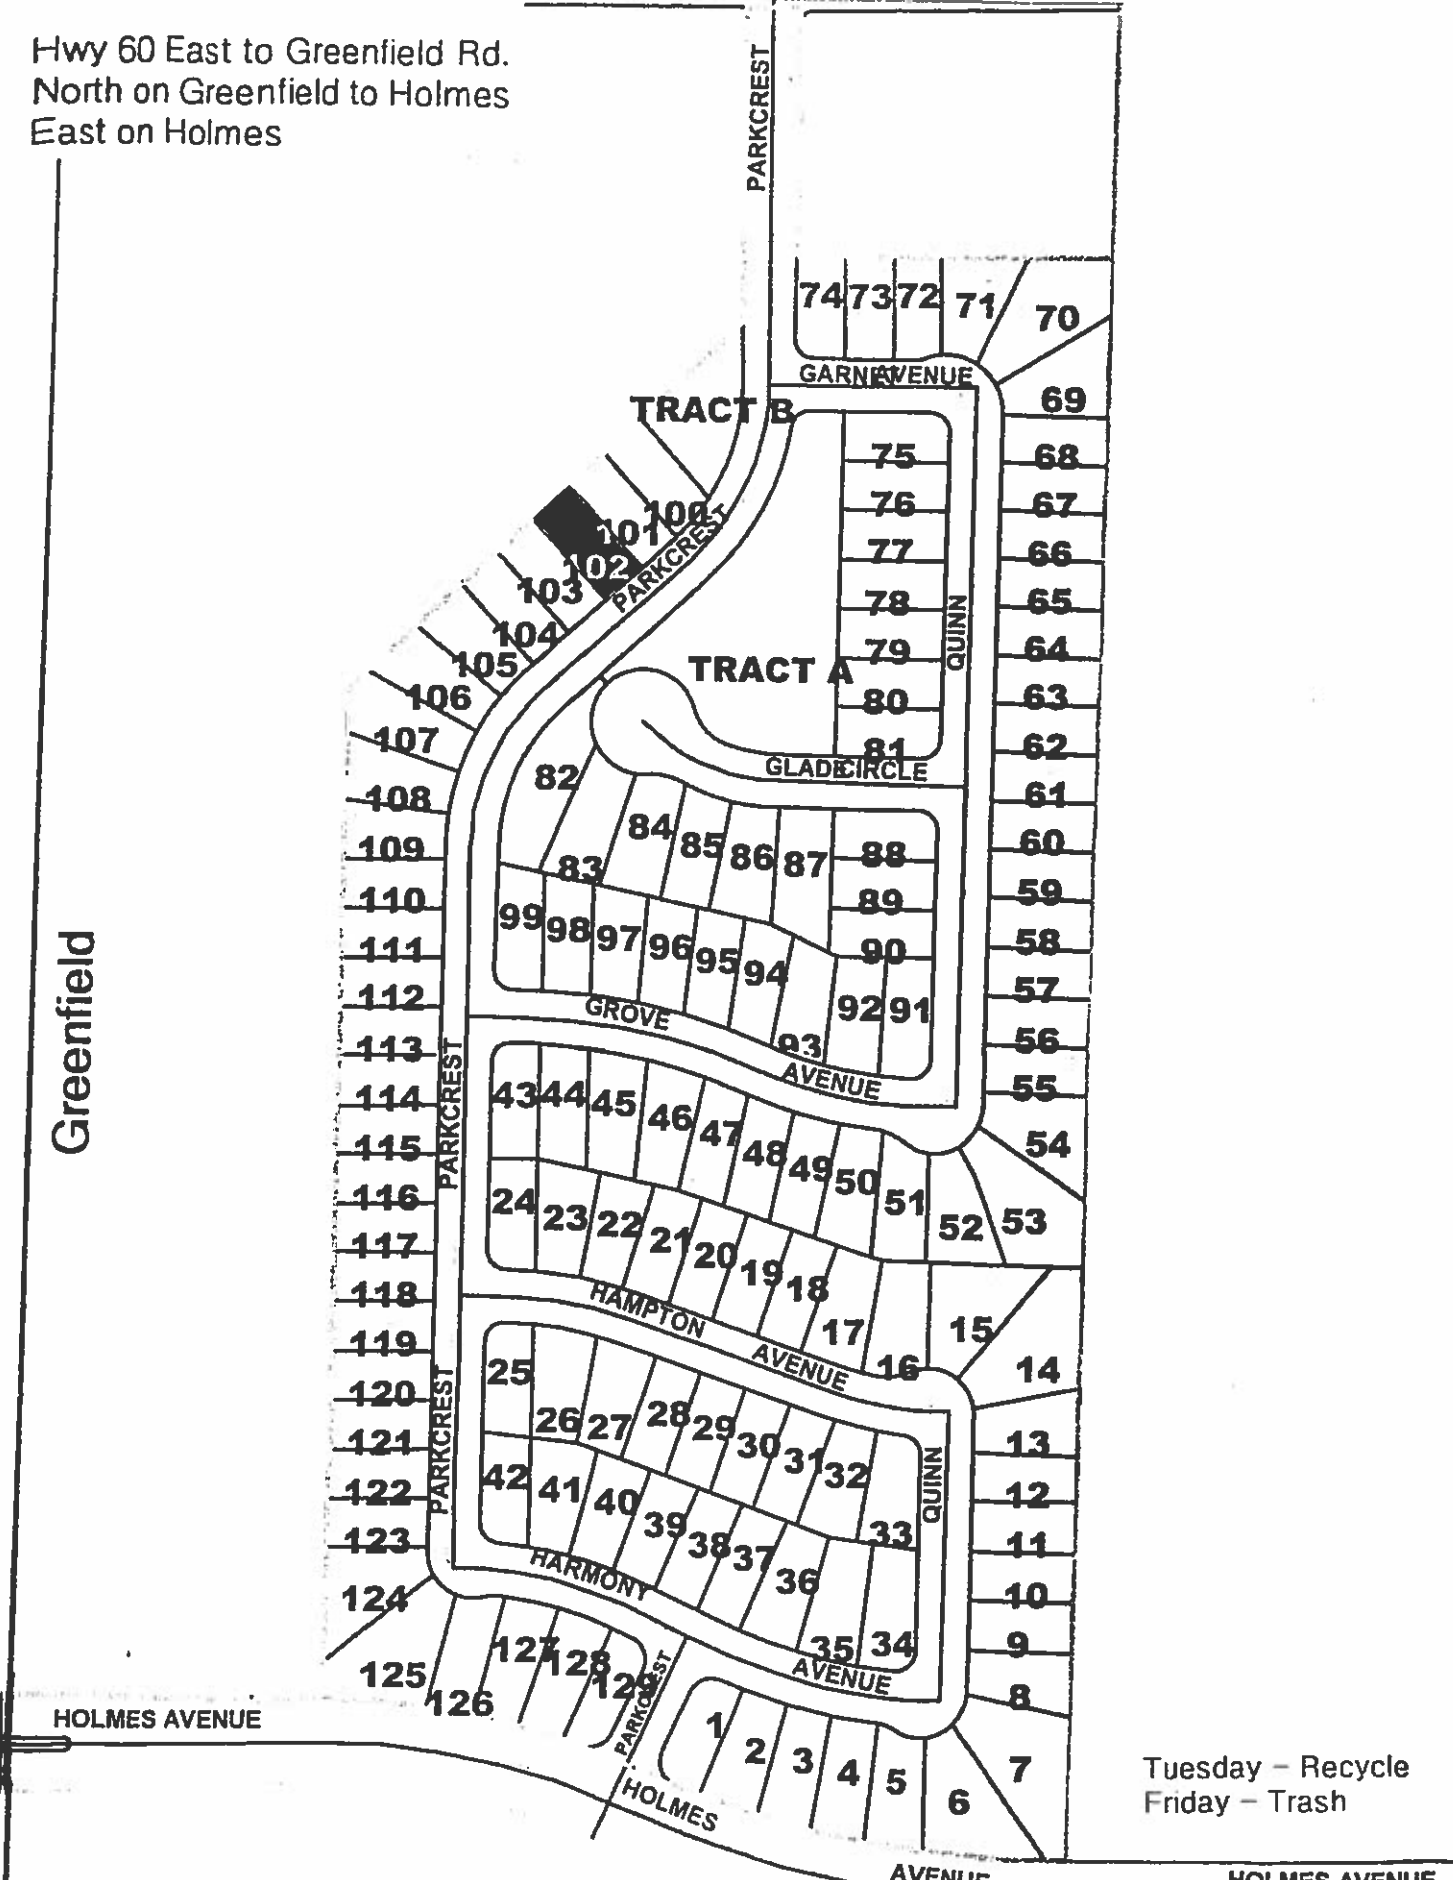 Hwy 60 East to Greenfield Rd.
North on Greenfield to Holmes
East on Holmes
PARKCREST
74 73 72 71 70
GARNET AVENUE
69
TRACT B
75 68
76 67
100
101
102
PARKCREST
77 66
103
78 65
QUINN
104
79 64
105
TRACT A
106
80 63
107
81 62
GLADE CIRCLE
82
108 61
84 85 86 87 88 60
109
83
110 89 59
99 98 97 96 95 94 90 58
111
112 92 91 57
GROVE
93 56
113
AVENUE
55
PARKCREST
43 44 45 46 47 48 49 50 51
114 54
115
116 52 53
24 23 22 21 20 19 18
Greenfield
117
118
HAMPTON
17 15
119
AVENUE
16 14
25
120
PARKCREST
26 27 28 29 30 31 32
121 13
QUINN
42 41 40 39 38 37 36
122 12
123 33 11
HARMONY
124 10
35 34 9
127 128 129
AVENUE
125 126 8
PARKCREST
HOLMES AVENUE
1 2 3 4 5 6 7
HOLMES
Tuesday – Recycle
Friday – Trash
AVENUE
HOLMES AVENUE